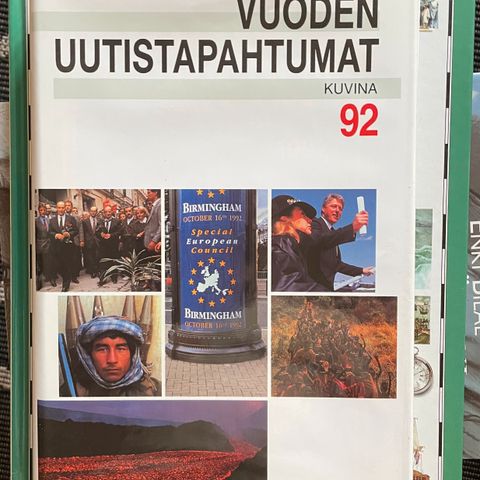 VUODEN
UUTISTAPAHTUMAT
KUVINA
92
BIRMINGHAM
OCTOBER 16TH 1992
Special
European
Council
BIRMINGHAM
OCTOBER 16TH 1992